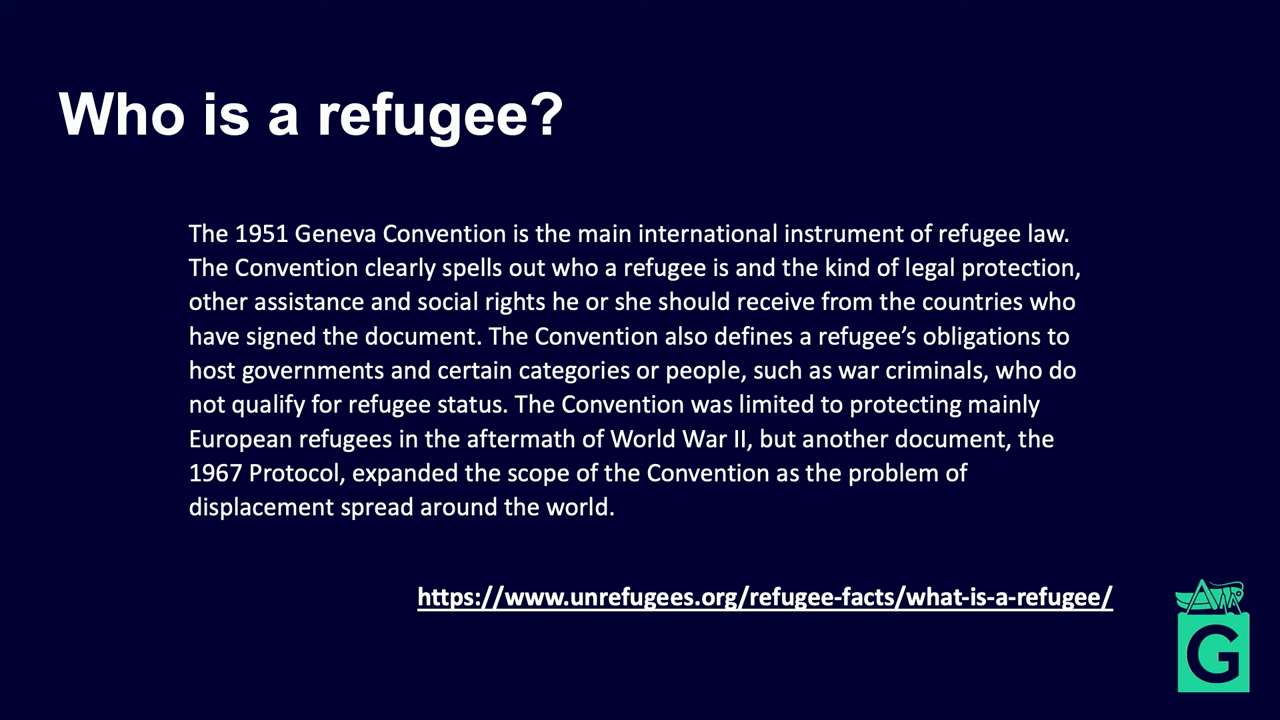 Who is a refugee?
The 1951 Geneva Convention is the main international instrument of refugee law.
The Convention clearly spells out who a refugee is and the kind of legal protection,
other assistance and social rights he or she should receive from the countries who
have signed the document. The Convention also defines a refugee’s obligations to
host governments and certain categories or people, such as war criminals, who do
not qualify for refugee status. The Convention was limited to protecting mainly
European refugees in the aftermath of World War II, but another document, the
1967 Protocol, expanded the scope of the Convention as the problem of
displacement spread around the world.
https://www.unrefugees.org/refugee-facts/what-is-a-refugee/
G